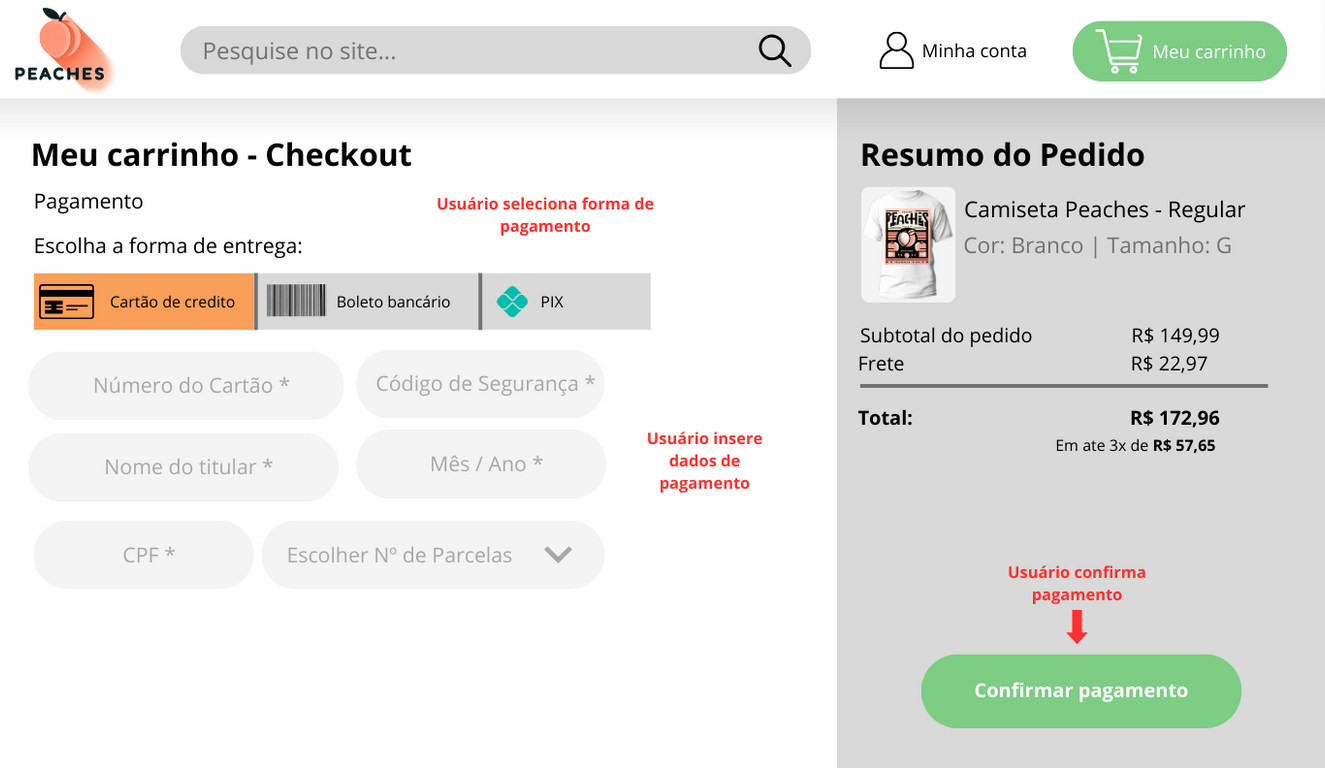 PEACHES
Pesquise no site...
Minha conta
Meu carrinho
Meu carrinho - Checkout
Pagamento
Usuário seleciona forma de
pagamento
Escolha a forma de entrega:
Cartão de credito
Boleto bancário
PIX
Número do Cartão *
Código de Segurança *
Nome do titular *
Mês / Ano *
Usuário insere
dados de
pagamento
CPF *
Escolher Nº de Parcelas
Resumo do Pedido
PEACHES
Camiseta Peaches - Regular
Cor: Branco | Tamanho: G
Subtotal do pedido R$ 149,99
Frete R$ 22,97
Total: R$ 172,96
Em ate 3x de R$ 57,65
Usuário confirma
pagamento
Confirmar pagamento